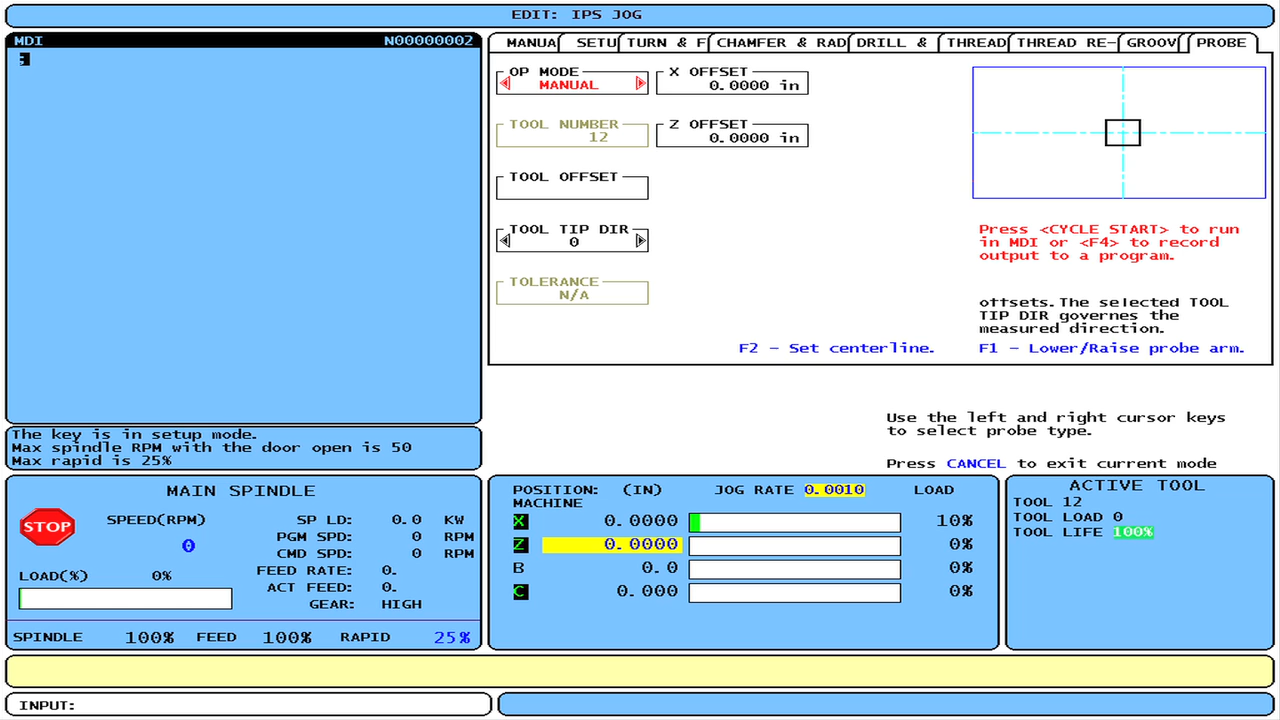 EDIT: IPS JOG
MDI N00000002
MANUA SETU TURN & F CHAMFER & RAD DRILL & THREAD THREAD RE- GROOV PROBE
OP MODE
MANUAL
X OFFSET
0.0000 in
TOOL NUMBER
12
Z OFFSET
0.0000 in
TOOL OFFSET
TOOL TIP DIR
0
TOLERANCE
N/A
Press <CYCLE START> to run
in MDI or <F4> to record
output to a program.
offsets.The selected TOOL
TIP DIR governes the
measured direction.
F2 - Set centerline.
F1 - Lower/Raise probe arm.
Use the left and right cursor keys
to select probe type.
Press CANCEL to exit current mode
The key is in setup mode.
Max spindle RPM with the door open is 50
Max rapid is 25%
MAIN SPINDLE
STOP
SPEED(RPM)
0
LOAD(%) 0%
SP LD: 0.0 KW
PGM SPD: 0 RPM
CMD SPD: 0 RPM
FEED RATE: 0.
ACT FEED: 0.
GEAR: HIGH
SPINDLE 100% FEED 100% RAPID 25%
POSITION: (IN) JOG RATE 0.0010 LOAD
MACHINE
X 0.0000 10%
Z 0.0000 0%
B 0.0 0%
C 0.000 0%
ACTIVE TOOL
TOOL 12
TOOL LOAD 0
TOOL LIFE 100%
INPUT: